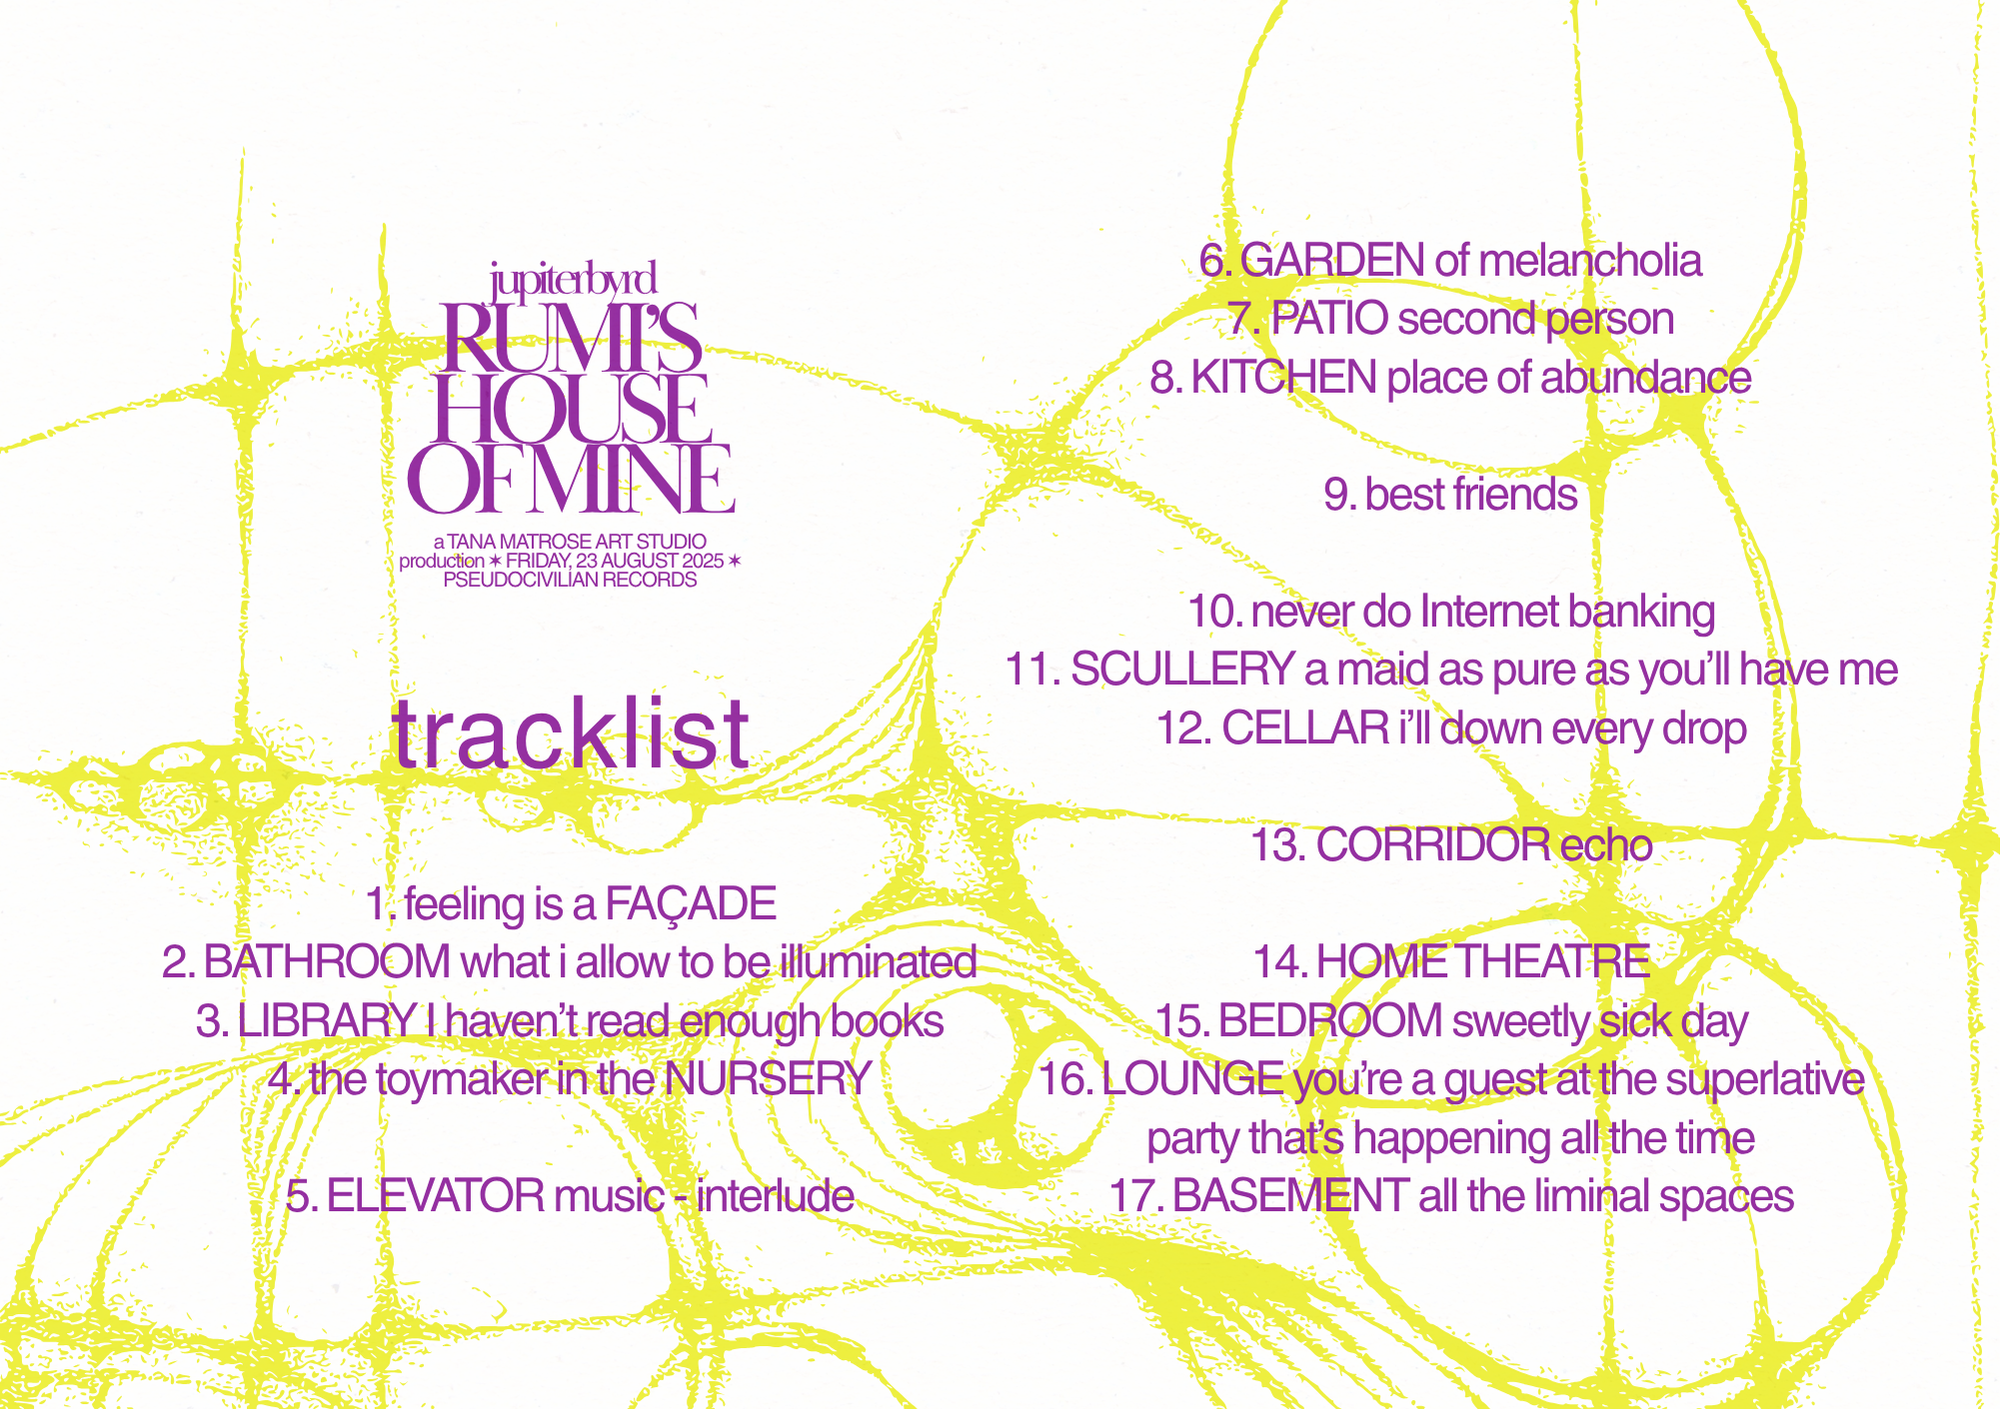 jupiterbyrd
RUMI'S
HOUSE
OF MINE
a TANA MATROSE ART STUDIO
production ✶ FRIDAY, 23 AUGUST 2025 ✶
PSEUDOCIVILIAN RECORDS
tracklist
1. feeling is a FAÇADE
2. BATHROOM what i allow to be illuminated
3. LIBRARY I haven't read enough books
4. the toymaker in the NURSERY
5. ELEVATOR music - interlude
6. GARDEN of melancholia
7. PATIO second person
8. KITCHEN place of abundance
9. best friends
10. never do Internet banking
11. SCULLERY a maid as pure as you'll have me
12. CELLAR i'll down every drop
13. CORRIDOR echo
14. HOME THEATRE
15. BEDROOM sweetly sick day
16. LOUNGE you're a guest at the superlative
party that's happening all the time
17. BASEMENT all the liminal spaces